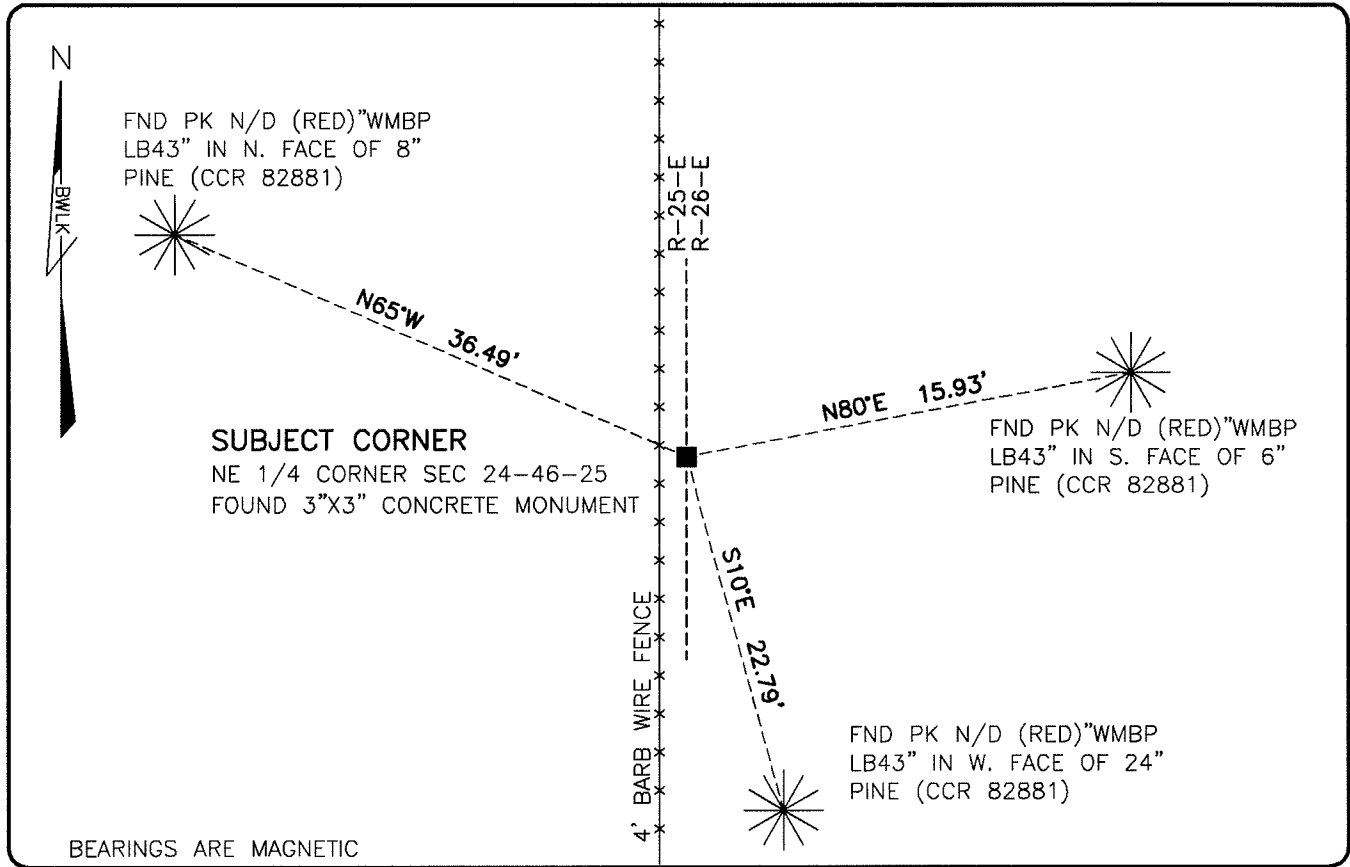 N
BWLK
FND PK N/D (RED)"WMBP
LB43" IN N. FACE OF 8"
PINE (CCR 82881)
R-25-E
R-26-E
N65°W 36.49'
N80°E 15.93'
SUBJECT CORNER
NE 1/4 CORNER SEC 24-46-25
FOUND 3"X3" CONCRETE MONUMENT
FND PK N/D (RED)"WMBP
LB43" IN S. FACE OF 6"
PINE (CCR 82881)
S10°E 22.79'
4' BARB WIRE FENCE
FND PK N/D (RED)"WMBP
LB43" IN W. FACE OF 24"
PINE (CCR 82881)
BEARINGS ARE MAGNETIC